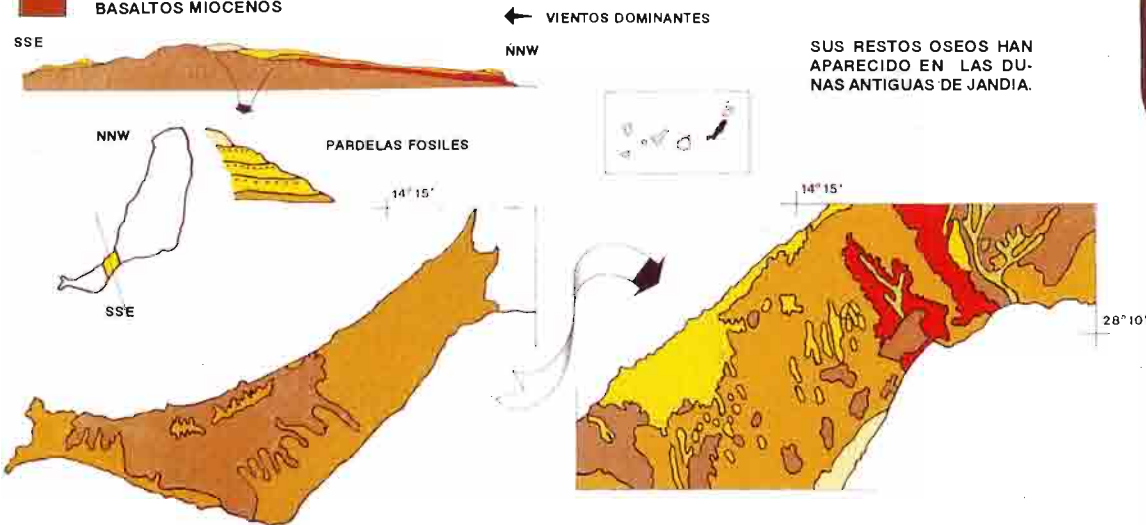 BASALTOS MIOCENOS
VIENTOS DOMINANTES
SSE
NNW
SUS RESTOS OSEOS HAN
APARECIDO EN LAS DU-
NAS ANTIGUAS DE JANDIA.
NNW
PARDELAS FOSILES
14° 15'
14° 15'
28° 10'
SSE